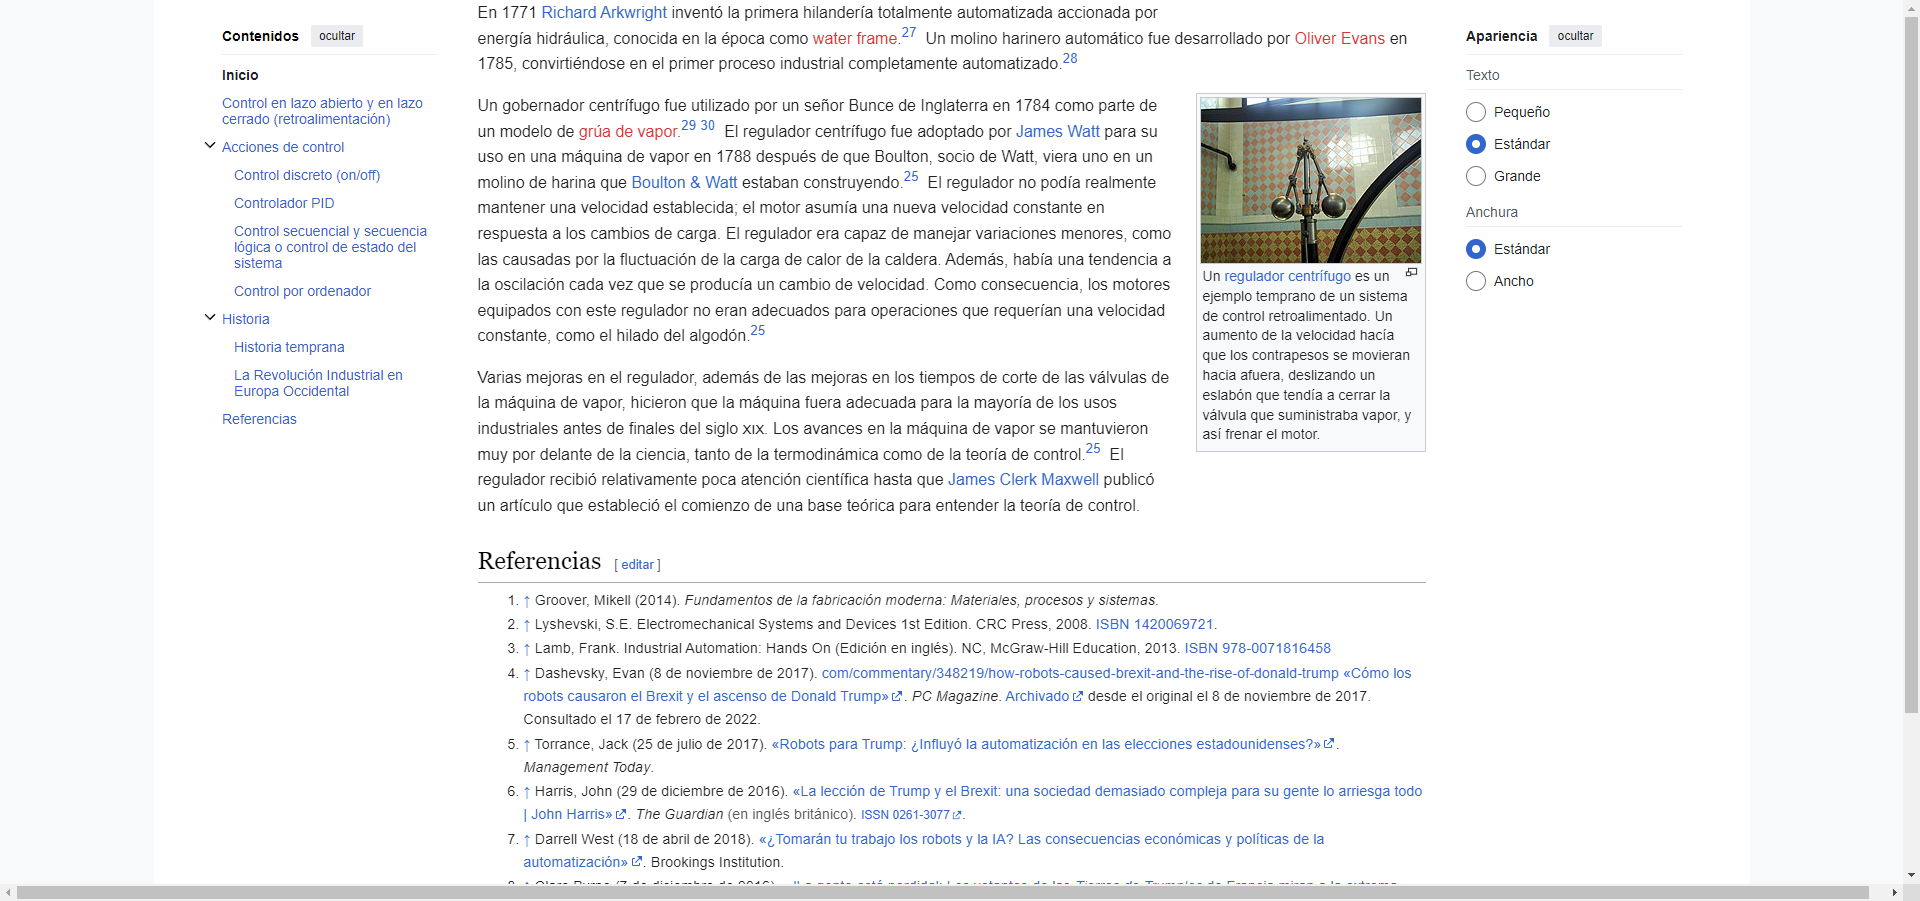 Contenidos ocultar
Inicio
Control en lazo abierto y en lazo
cerrado (retroalimentación)
Acciones de control
Control discreto (on/off)
Controlador PID
Control secuencial y secuencia
lógica o control de estado del
sistema
Control por ordenador
Historia
Historia temprana
La Revolución Industrial en
Europa Occidental
Referencias
En 1771 Richard Arkwright inventó la primera hilandería totalmente automatizada accionada por
energía hidráulica, conocida en la época como water frame.27 Un molino harinero automático fue desarrollado por Oliver Evans en
1785, convirtiéndose en el primer proceso industrial completamente automatizado.28
Un gobernador centrífugo fue utilizado por un señor Bunce de Inglaterra en 1784 como parte de
un modelo de grúa de vapor.29 30 El regulador centrífugo fue adoptado por James Watt para su
uso en una máquina de vapor en 1788 después de que Boulton, socio de Watt, viera uno en un
molino de harina que Boulton & Watt estaban construyendo.25 El regulador no podía realmente
mantener una velocidad establecida; el motor asumía una nueva velocidad constante en
respuesta a los cambios de carga. El regulador era capaz de manejar variaciones menores, como
las causadas por la fluctuación de la carga de calor de la caldera. Además, había una tendencia a
la oscilación cada vez que se producía un cambio de velocidad. Como consecuencia, los motores
equipados con este regulador no eran adecuados para operaciones que requerían una velocidad
constante, como el hilado del algodón.25
Un regulador centrífugo es un
ejemplo temprano de un sistema
de control retroalimentado. Un
aumento de la velocidad hacía
que los contrapesos se movieran
hacia afuera, deslizando un
eslabón que tendía a cerrar la
válvula que suministraba vapor, y
así frenar el motor.
Varias mejoras en el regulador, además de las mejoras en los tiempos de corte de las válvulas de
la máquina de vapor, hicieron que la máquina fuera adecuada para la mayoría de los usos
industriales antes de finales del siglo XIX. Los avances en la máquina de vapor se mantuvieron
muy por delante de la ciencia, tanto de la termodinámica como de la teoría de control.25 El
regulador recibió relativamente poca atención científica hasta que James Clerk Maxwell publicó
un artículo que estableció el comienzo de una base teórica para entender la teoría de control.
Referencias [ editar ]
1. ↑ Groover, Mikell (2014). Fundamentos de la fabricación moderna: Materiales, procesos y sistemas.
2. ↑ Lyshevski, S.E. Electromechanical Systems and Devices 1st Edition. CRC Press, 2008. ISBN 1420069721.
3. ↑ Lamb, Frank. Industrial Automation: Hands On (Edición en inglés). NC, McGraw-Hill Education, 2013. ISBN 978-0071816458
4. ↑ Dashevsky, Evan (8 de noviembre de 2017). com/commentary/348219/how-robots-caused-brexit-and-the-rise-of-donald-trump «Cómo los
robots causaron el Brexit y el ascenso de Donald Trump». PC Magazine. Archivado desde el original el 8 de noviembre de 2017.
Consultado el 17 de febrero de 2022.
5. ↑ Torrance, Jack (25 de julio de 2017). «Robots para Trump: ¿Influyó la automatización en las elecciones estadounidenses?».
Management Today.
6. ↑ Harris, John (29 de diciembre de 2016). «La lección de Trump y el Brexit: una sociedad demasiado compleja para su gente lo arriesga todo
| John Harris». The Guardian (en inglés británico). ISSN 0261-3077.
7. ↑ Darrell West (18 de abril de 2018). «¿Tomarán tu trabajo los robots y la IA? Las consecuencias económicas y políticas de la
automatización». Brookings Institution.
Apariencia ocultar
Texto
Pequeño
Estándar
Grande
Anchura
Estándar
Ancho